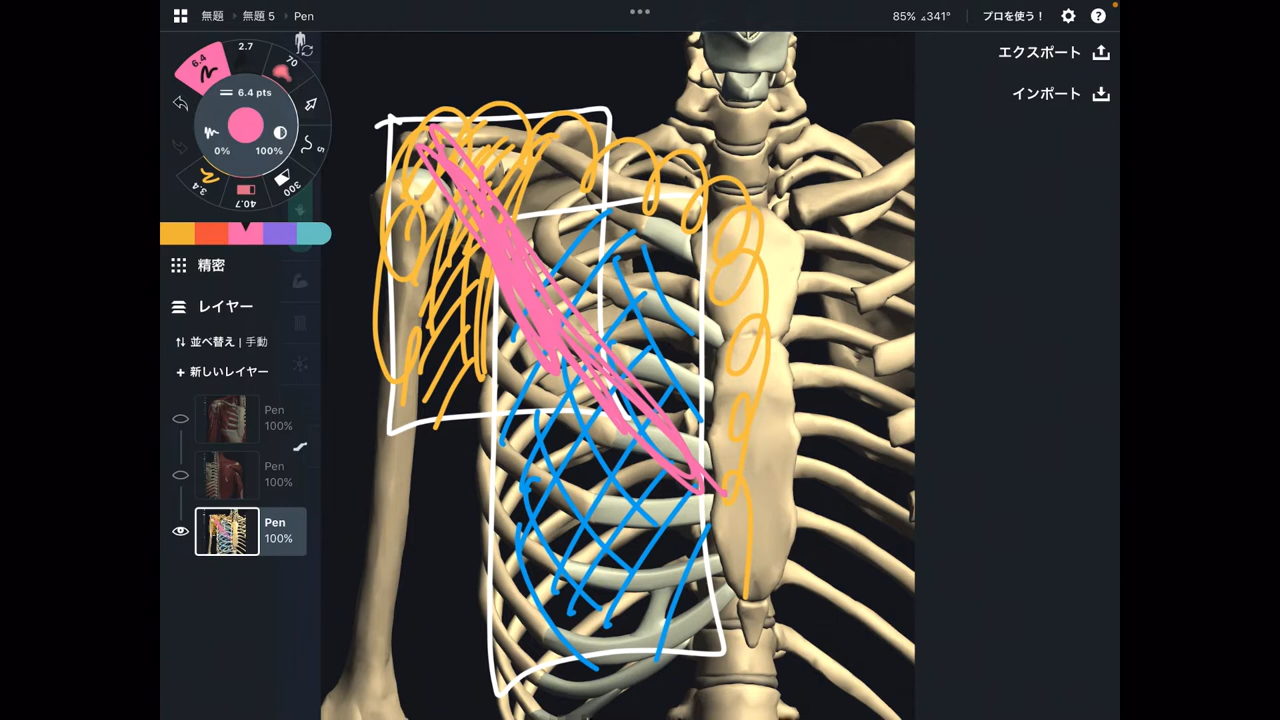 無題 › 無題 5 › Pen
85% ⊿341°
プロを使う！
エクスポート
インポート
2.7
6.4
70
6.4 pts
0%
100%
5
3.4
40.7
300
精密
レイヤー
並べ替え | 手動
+ 新しいレイヤー
Pen
100%
Pen
100%
Pen
100%